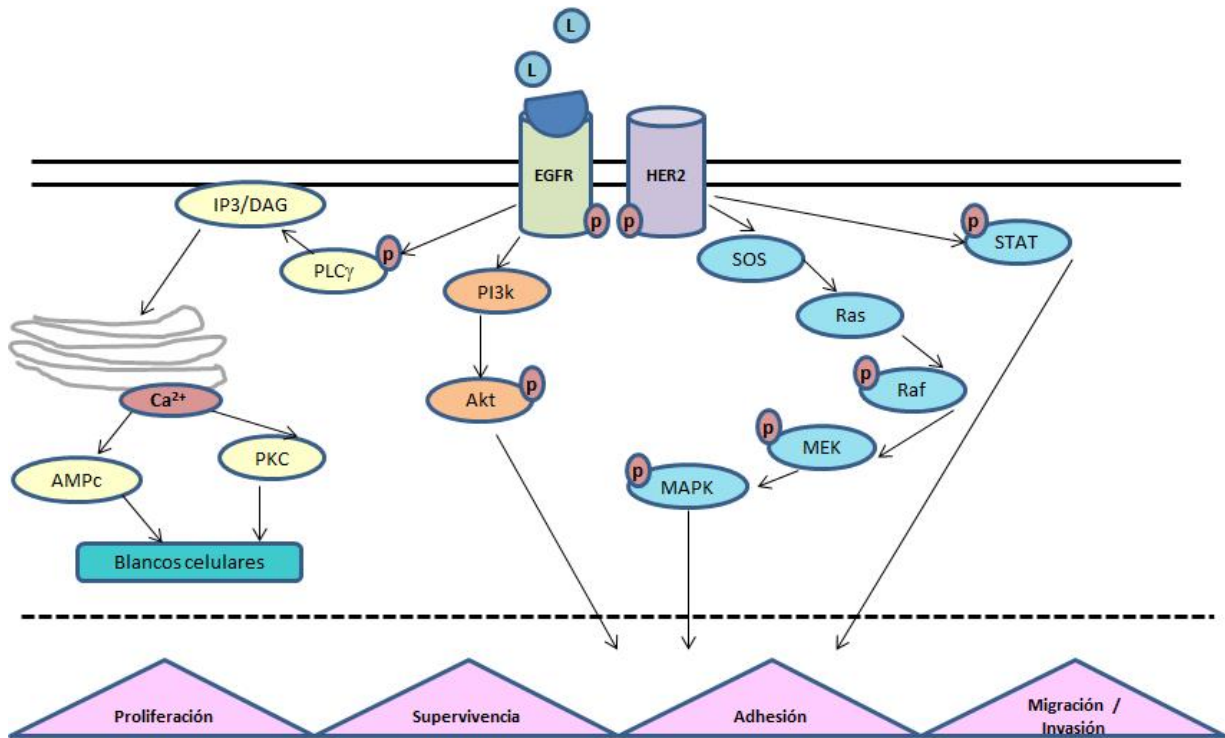 L
L
EGFR
HER2
IP3/DAG
p
p
p
p
PLCγ
STAT
SOS
PI3k
Ras
p
Akt
p
Raf
Ca²⁺
p
MEK
PKC
AMPc
p
MAPK
Blancos celulares
Proliferación
Supervivencia
Adhesión
Migración /
Invasión